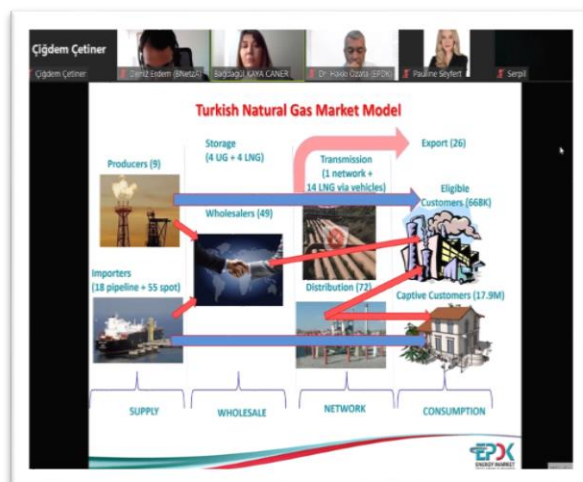 Çiğdem Çetiner
Çiğdem Çetiner
Deniz Erdem (BNetzA)
Bağdagül KAYA CANER
Dr. Hakkı Özata (EPDK)
Pauline Seyfert
Serpil
Turkish Natural Gas Market Model
Storage
(4 UG + 4 LNG)
Export (26)
Producers (9)
Transmission
(1 network +
14 LNG via vehicles)
Eligible
Customers (668K)
Wholesalers (49)
Importers
(18 pipeline + 55 spot)
Distribution (72)
Captive Customers (17.9M)
SUPPLY
WHOLESALE
NETWORK
CONSUMPTION
EPDK
ENERGY MARKET